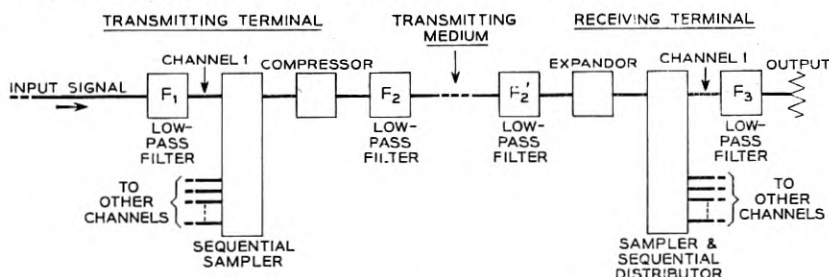 TRANSMITTING TERMINAL
TRANSMITTING
MEDIUM
RECEIVING TERMINAL
INPUT SIGNAL
CHANNEL 1
COMPRESSOR
EXPANDOR
CHANNEL 1
OUTPUT
F1
F2
F2'
F3
LOW-
PASS
FILTER
LOW-
PASS
FILTER
LOW-
PASS
FILTER
LOW-
PASS
FILTER
TO
OTHER
CHANNELS
TO
OTHER
CHANNELS
SEQUENTIAL
SAMPLER
SAMPLER &
SEQUENTIAL
DISTRIBUTOR